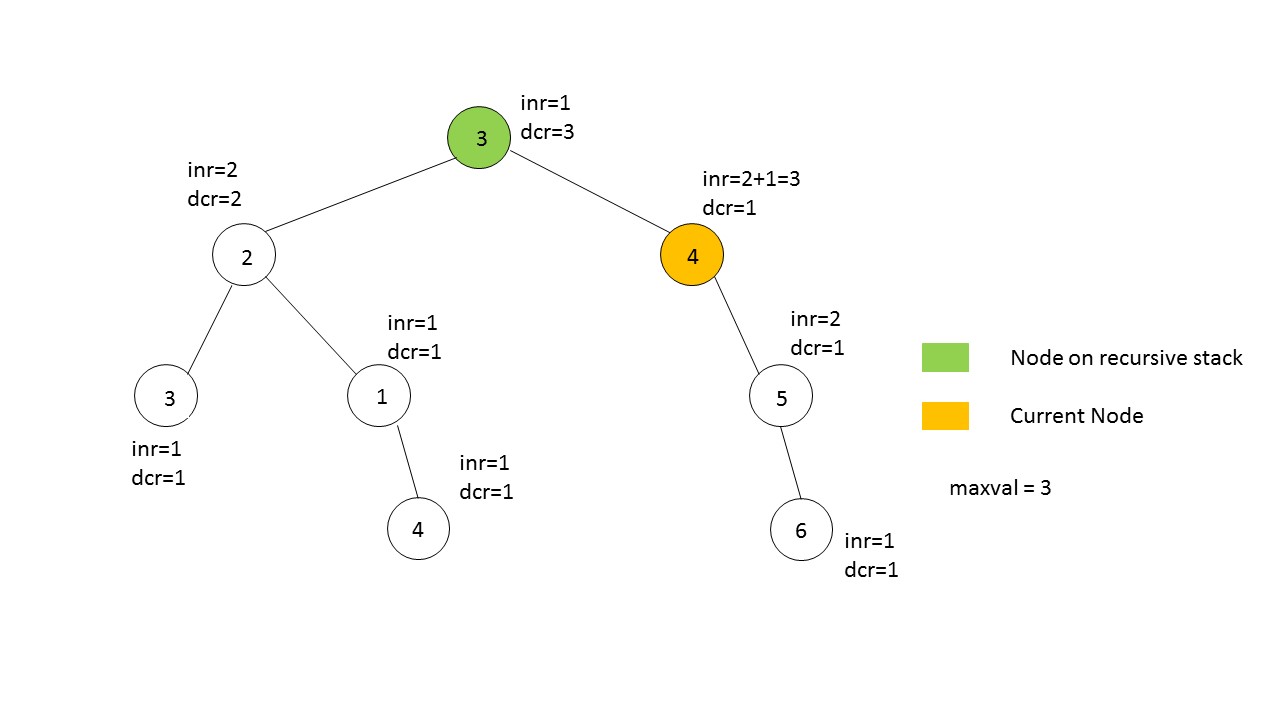 inr=1
dcr=3
3
inr=2
dcr=2
inr=2+1=3
dcr=1
2
4
inr=1
dcr=1
inr=2
dcr=1
3
1
5
Node on recursive stack
Current Node
inr=1
dcr=1
inr=1
dcr=1
maxval = 3
4
6
inr=1
dcr=1